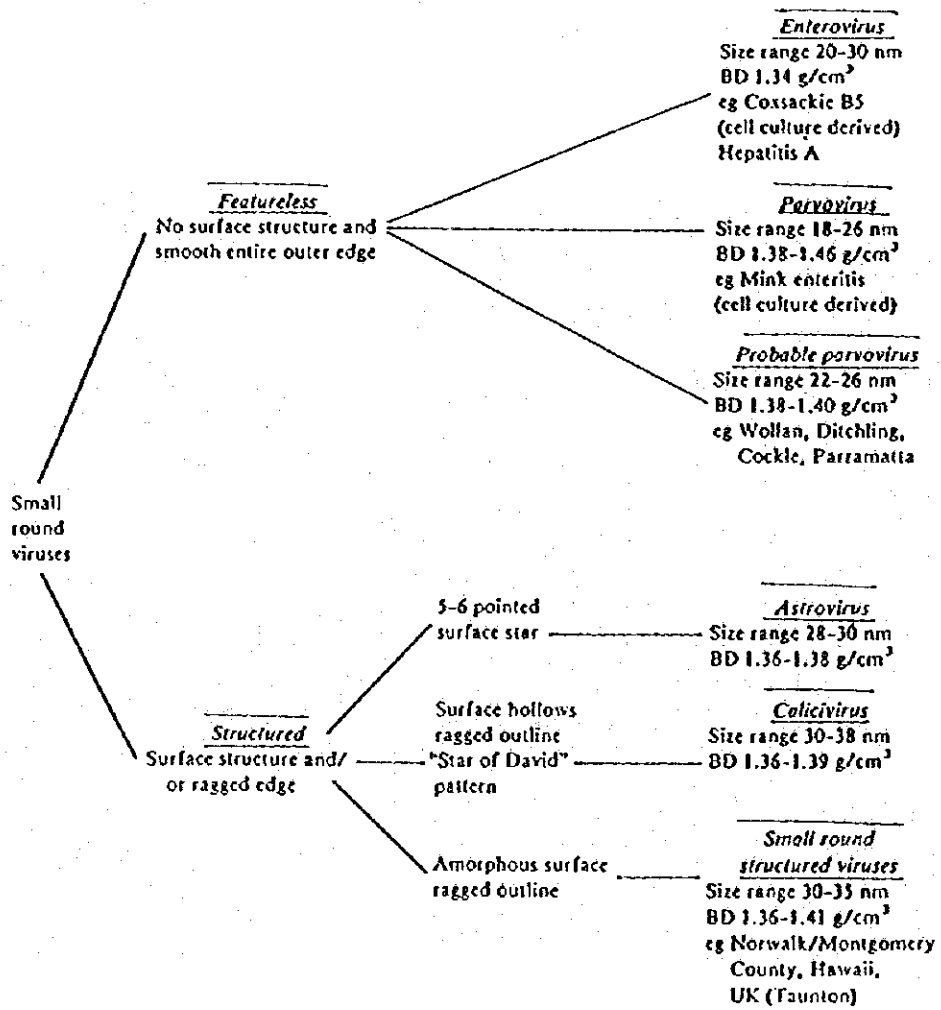 Enterovirus
Size range 20-30 nm
BD 1.34 g/cm³
eg Coxsackie B5
(cell culture derived)
Hepatitis A
Featureless
No surface structure and
smooth entire outer edge
Parvovirus
Size range 18-26 nm
BD 1.38-1.46 g/cm³
eg Mink enteritis
(cell culture derived)
Probable parvovirus
Size range 22-26 nm
BD 1.38-1.40 g/cm³
eg Wollan, Ditchling,
Cockle, Parramatta
Small
round
viruses
5-6 pointed
surface star
Astrovirus
Size range 28-30 nm
BD 1.36-1.38 g/cm³
Structured
Surface structure and/
or ragged edge
Surface hollows
ragged outline
"Star of David"
pattern
Calicivirus
Size range 30-38 nm
BD 1.36-1.39 g/cm³
Amorphous surface
ragged outline
Small round
structured viruses
Size range 30-35 nm
BD 1.36-1.41 g/cm³
eg Norwalk/Montgomery
County, Hawaii,
UK (Taunton)